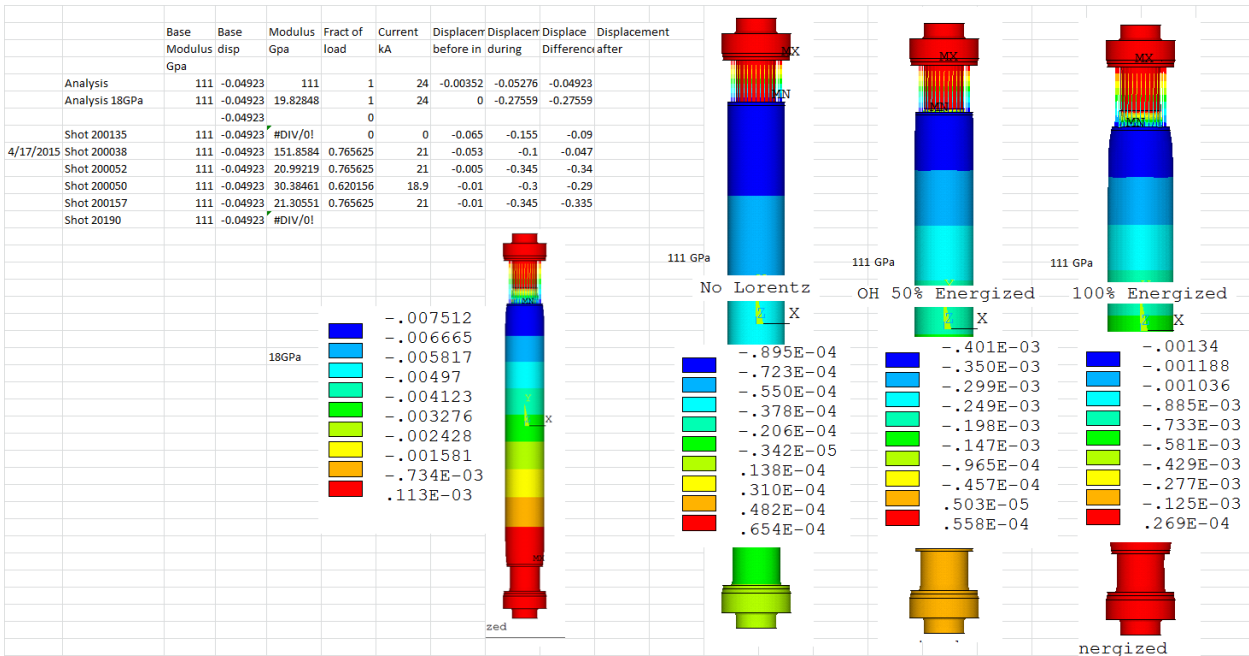 Base Base Modulus Fract of Current Displacem Displacem Displace Displacement
Modulus disp Gpa load kA before in during Differenc after
Gpa
Analysis 111 -0.04923 111 1 24 -0.00352 -0.05276 -0.04923
Analysis 18GPa 111 -0.04923 19.82848 1 24 0 -0.27559 -0.27559
-0.04923 0
Shot 200135 111 -0.04923 #DIV/0! 0 0 -0.065 -0.155 -0.09
4/17/2015 Shot 200038 111 -0.04923 151.8584 0.765625 21 -0.053 -0.1 -0.047
Shot 200052 111 -0.04923 20.99219 0.765625 21 -0.005 -0.345 -0.34
Shot 200050 111 -0.04923 30.38461 0.620156 18.9 -0.01 -0.3 -0.29
Shot 200157 111 -0.04923 21.30551 0.765625 21 -0.01 -0.345 -0.335
Shot 20190 111 -0.04923 #DIV/0!
18GPa
-.007512
-.006665
-.005817
-.00497
-.004123
-.003276
-.002428
-.001581
-.734E-03
.113E-03
MN
Y
X
MX
zed
MX
MN
111 GPa
No Lorentz
Z
X
-.895E-04
-.723E-04
-.550E-04
-.378E-04
-.206E-04
-.342E-05
.138E-04
.310E-04
.482E-04
.654E-04
MX
MN
111 GPa
OH 50% Energized
X
-.401E-03
-.350E-03
-.299E-03
-.249E-03
-.198E-03
-.147E-03
-.965E-04
-.457E-04
.503E-05
.558E-04
MX
MN
111 GPa
100% Energized
X
-.00134
-.001188
-.001036
-.885E-03
-.733E-03
-.581E-03
-.429E-03
-.277E-03
-.125E-03
.269E-04
nergized